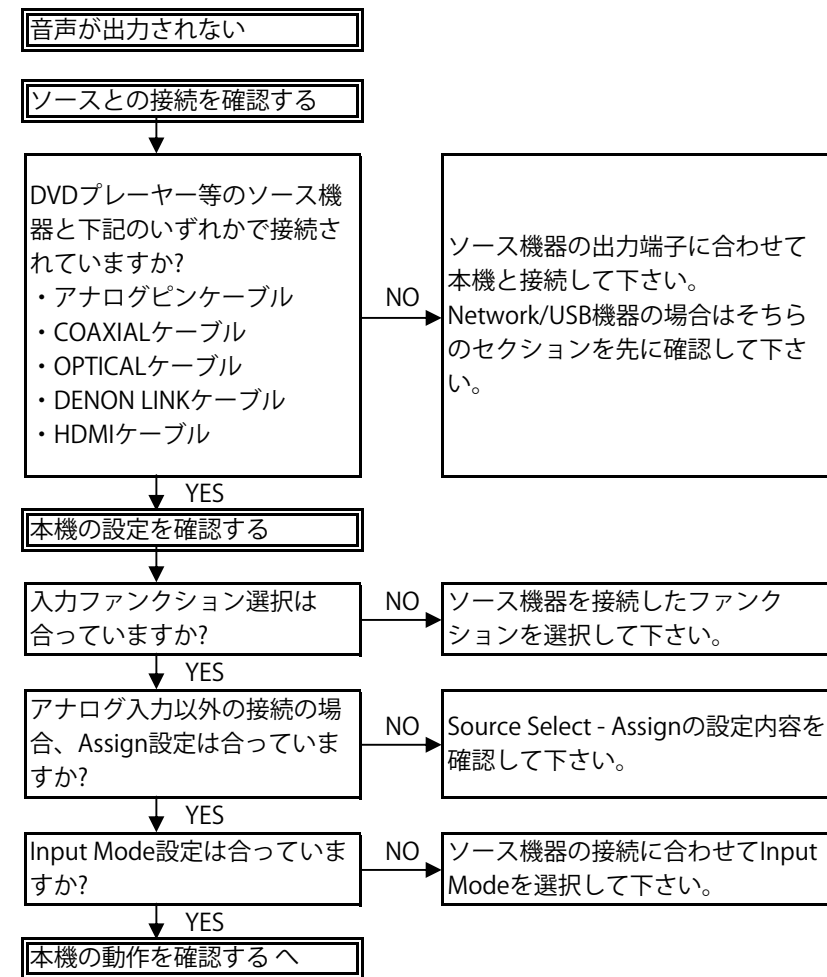 音声が出力されない
ソースとの接続を確認する
DVDプレーヤー等のソース機
器と下記のいずれかで接続さ
れていますか?
・アナログピンケーブル
・COAXIALケーブル
・OPTICALケーブル
・DENON LINKケーブル
・HDMIケーブル
NO
ソース機器の出力端子に合わせて
本機と接続して下さい。
Network/USB機器の場合はそちら
のセクションを先に確認して下さ
い。
YES
本機の設定を確認する
入力ファンクション選択は
合っていますか?
NO
ソース機器を接続したファンク
ションを選択して下さい。
YES
アナログ入力以外の接続の場
合、Assign設定は合っていま
すか?
NO
Source Select - Assignの設定内容を
確認して下さい。
YES
Input Mode設定は合っていま
すか?
NO
ソース機器の接続に合わせてInput
Modeを選択して下さい。
YES
本機の動作を確認する へ